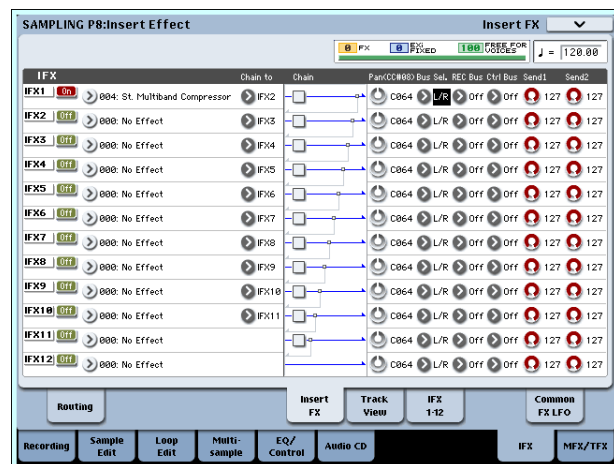 SAMPLING P8:Insert Effect Insert FX
0 FX 0 EXi FIXED 100 FREE FOR VOICES ♩ = 120.00
IFX Chain to Chain Pan(CC#08) Bus Sel. REC Bus Ctrl Bus Send1 Send2
IFX1 On 004: St. Multiband Compressor IFX2 C064 L/R Off Off 127 127
IFX2 Off 000: No Effect IFX3 C064 L/R Off Off 127 127
IFX3 Off 000: No Effect IFX4 C064 L/R Off Off 127 127
IFX4 Off 000: No Effect IFX5 C064 L/R Off Off 127 127
IFX5 Off 000: No Effect IFX6 C064 L/R Off Off 127 127
IFX6 Off 000: No Effect IFX7 C064 L/R Off Off 127 127
IFX7 Off 000: No Effect IFX8 C064 L/R Off Off 127 127
IFX8 Off 000: No Effect IFX9 C064 L/R Off Off 127 127
IFX9 Off 000: No Effect IFX10 C064 L/R Off Off 127 127
IFX10 Off 000: No Effect IFX11 C064 L/R Off Off 127 127
IFX11 Off 000: No Effect C064 L/R Off Off 127 127
IFX12 Off 000: No Effect C064 L/R Off Off 127 127
Routing Insert FX Track View IFX 1-12 Common FX LFO
Recording Sample Edit Loop Edit Multi-sample EQ/Control Audio CD IFX MFX/TFX